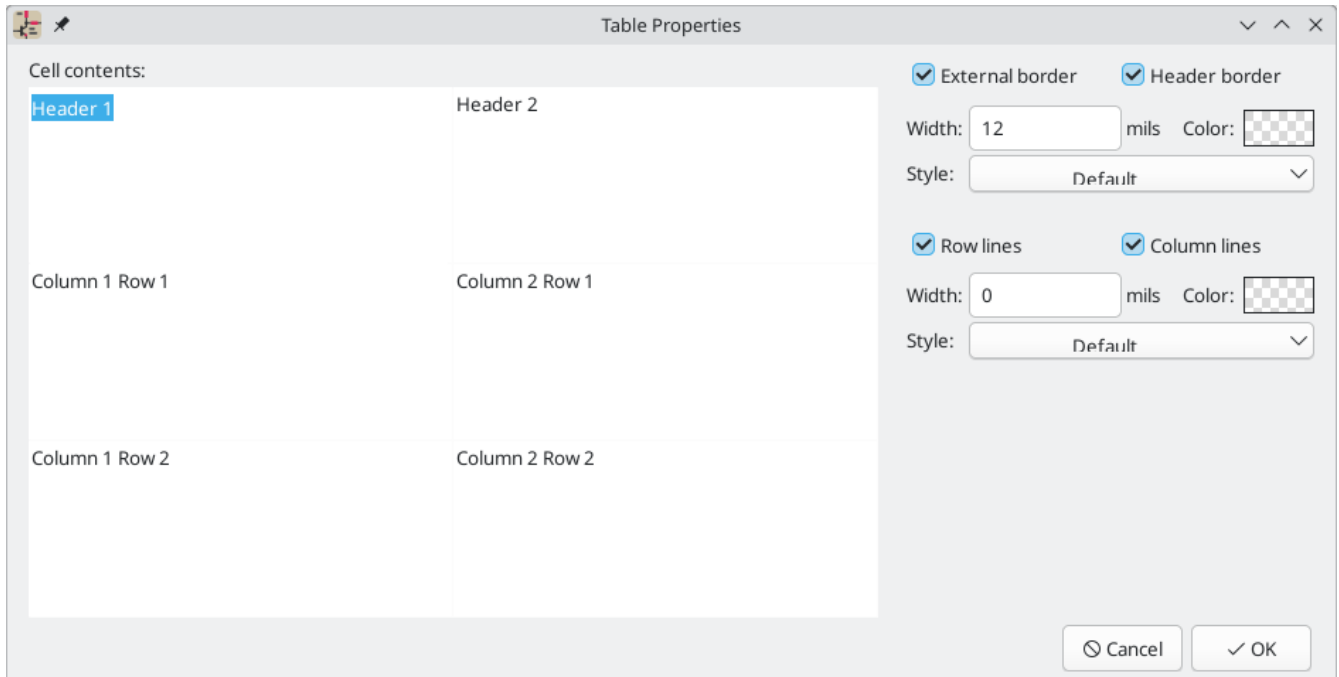 Table Properties
Cell contents:
Header 1 Header 2
Column 1 Row 1 Column 2 Row 1
Column 1 Row 2 Column 2 Row 2
External border Header border
Width: 12 mils Color:
Style: Default
Row lines Column lines
Width: 0 mils Color:
Style: Default
Cancel OK